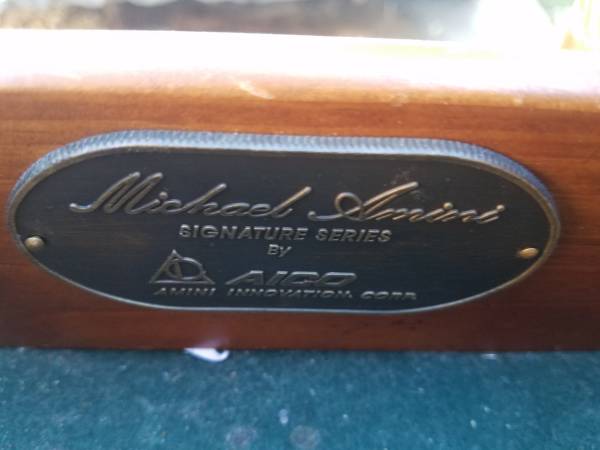 Michael Amini
SIGNATURE SERIES
By
AICO
AMINI INNOVATION CORP